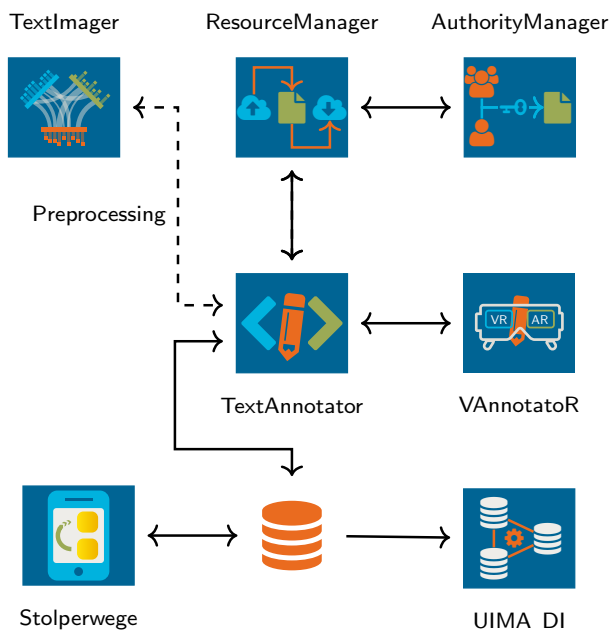 TextImager
ResourceManager
AuthorityManager
Preprocessing
VR
AR
TextAnnotator
VAnnotatoR
Stolperwege
UIMA DI